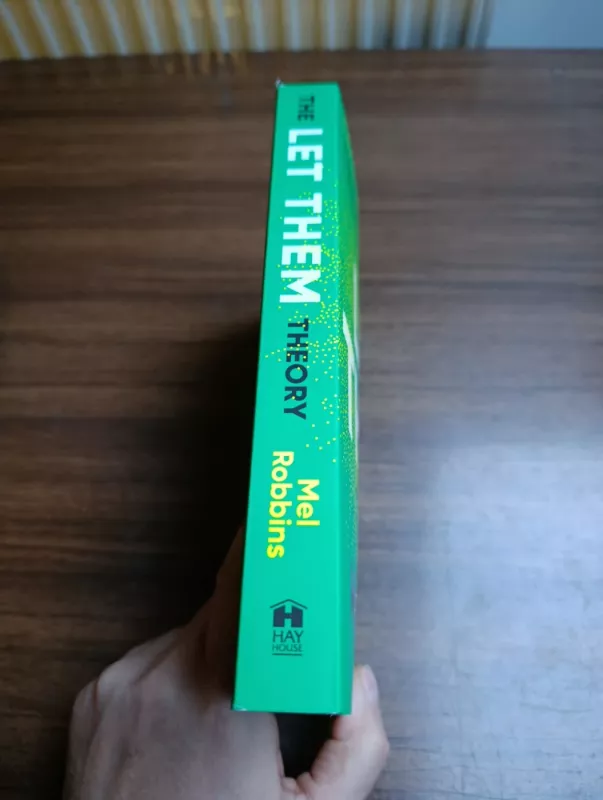 THE LET THEM THEORY
Mel
Robbins
HAY
HOUSE